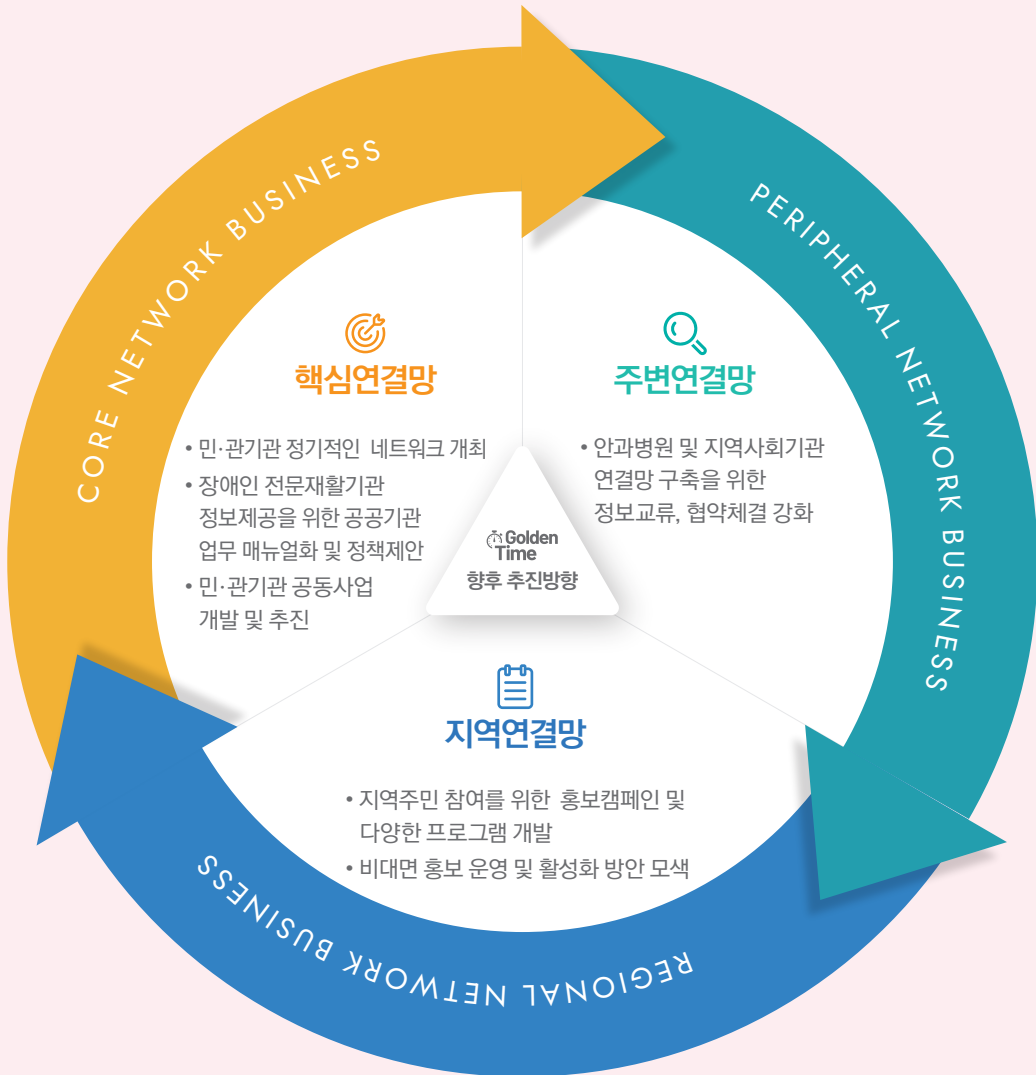 CORE NETWORK BUSINESS
PERIPHERAL NETWORK BUSINESS
핵심연결망
• 민·관기관 정기적인 네트워크 개최
• 장애인 전문재활기관
정보제공을 위한 공공기관
업무 매뉴얼화 및 정책제안
• 민·관기관 공동사업
개발 및 추진
주변연결망
• 안과병원 및 지역사회기관
연결망 구축을 위한
정보교류, 협약체결 강화
Golden
Time
향후 추진방향
지역연결망
• 지역주민 참여를 위한 홍보캠페인 및
다양한 프로그램 개발
• 비대면 홍보 운영 및 활성화 방안 모색
REGIONAL NETWORK BUSINESS